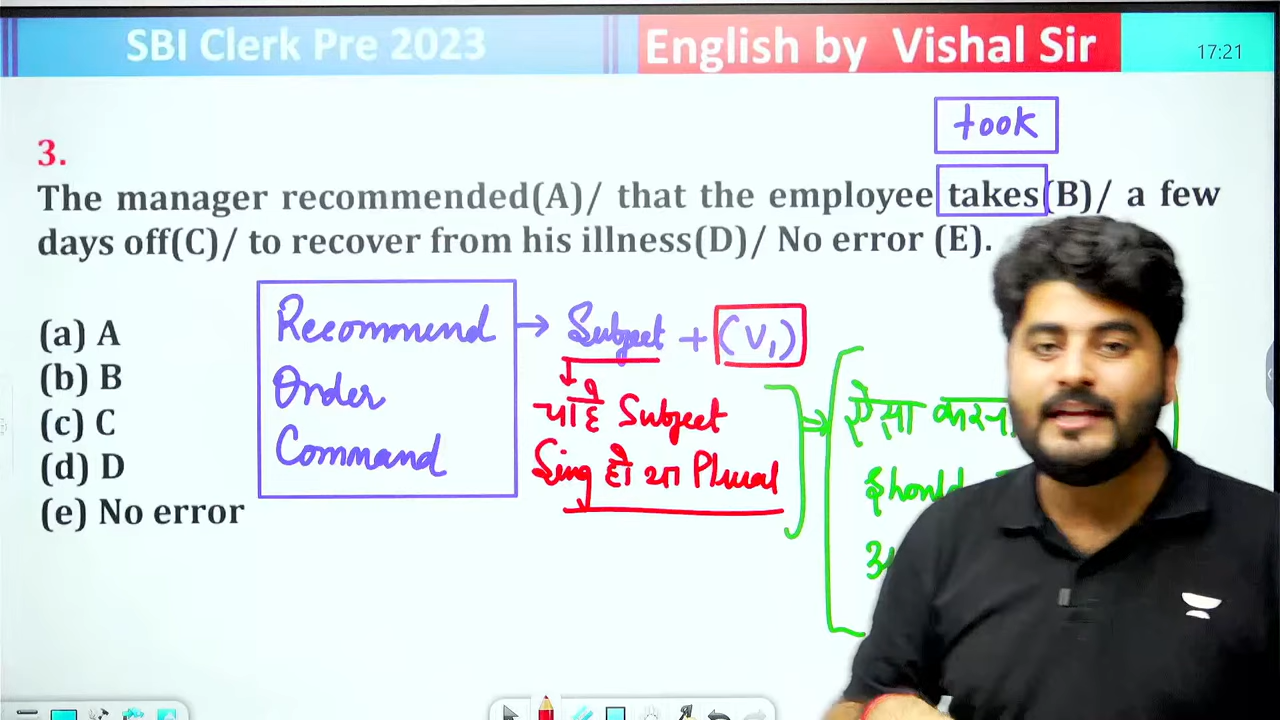 SBI Clerk Pre 2023
English by Vishal Sir
17:21
took
3.
The manager recommended(A)/ that the employee takes(B)/ a few
days off(C)/ to recover from his illness(D)/ No error (E).
(a) A
(b) B
(c) C
(d) D
(e) No error
Recommend → Subject + (V₁)
Order
Command
चाहे Subject
Sing हो या Plural
ऐसा
Should